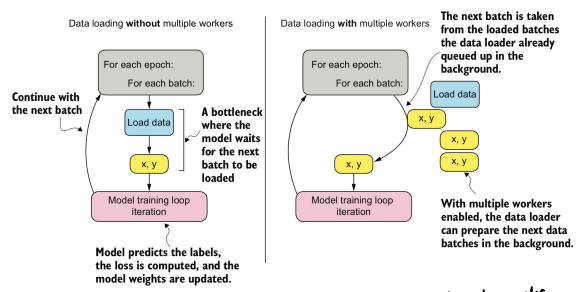 Data loading without multiple workers
For each epoch:
For each batch:
Continue with
the next batch
Load data
x, y
A bottleneck
where the
model waits
for the next
batch to be
loaded
Model training loop
iteration
Model predicts the labels,
the loss is computed, and the
model weights are updated.
Data loading with multiple workers
For each epoch:
For each batch:
The next batch is taken
from the loaded batches
the data loader already
queued up in the
background.
Load data
x, y
x, y
x, y
x, y
Model training loop
iteration
With multiple workers
enabled, the data loader
can prepare the next data
batches in the background.